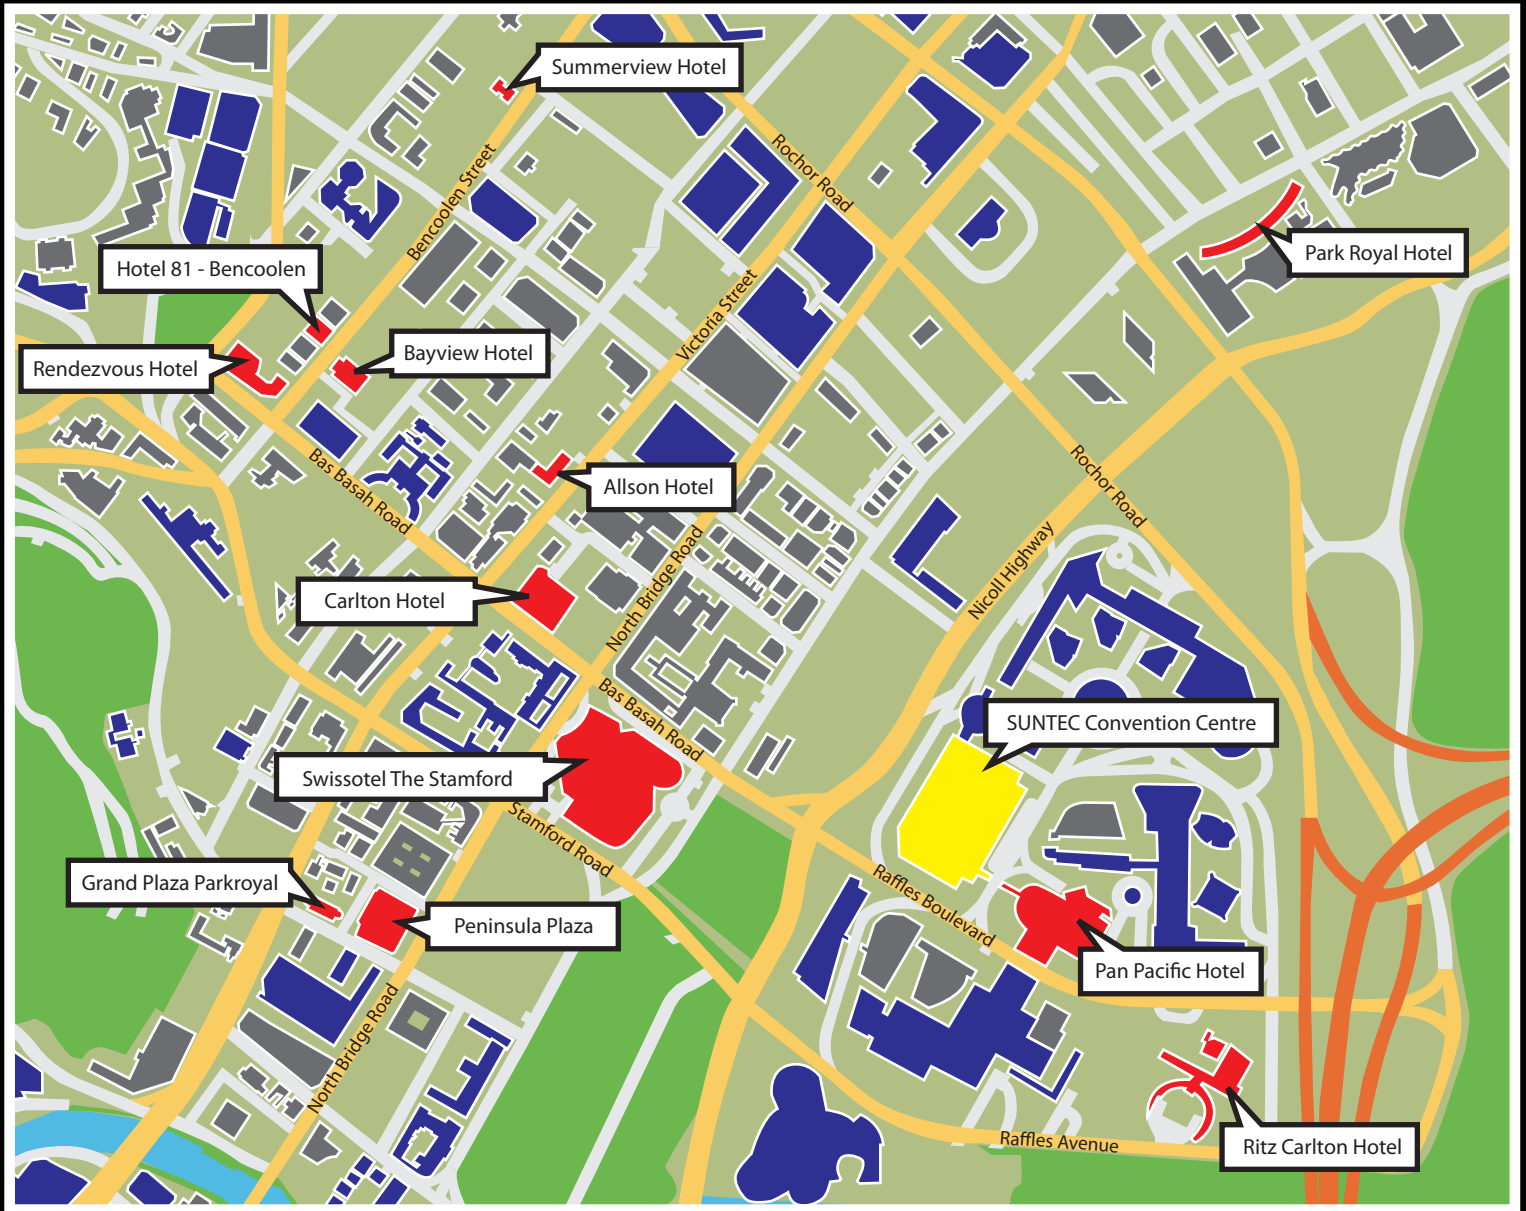 Summerview Hotel
Rochor Road
Bencoolen Street
Park Royal Hotel
Hotel 81 - Bencoolen
Victoria Street
Bayview Hotel
Rendezvous Hotel
Bas Basah Road
Allson Hotel
Rochor Road
Nicoll Highway
North Bridge Road
Carlton Hotel
Bas Basah Road
SUNTEC Convention Centre
Swissotel The Stamford
Stamford Road
Grand Plaza Parkroyal
Raffles Boulevard
Peninsula Plaza
Pan Pacific Hotel
North Bridge Road
Raffles Avenue
Ritz Carlton Hotel